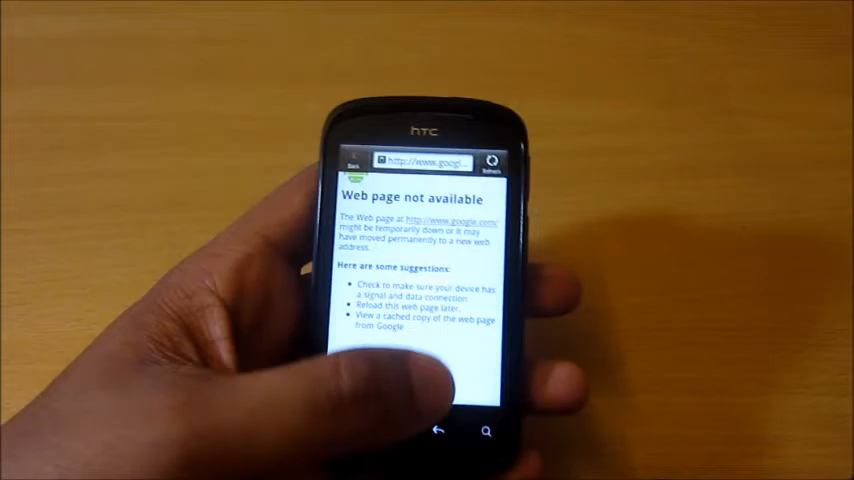 hTC
Back
http://www.googl...
Refresh
Web page not available
The Web page at http://www.google.com/
might be temporarily down or it may
have moved permanently to a new web
address.
Here are some suggestions:
• Check to make sure your device has
a signal and data connection.
• Reload this web page later.
• View a cached copy of the web page
from Google